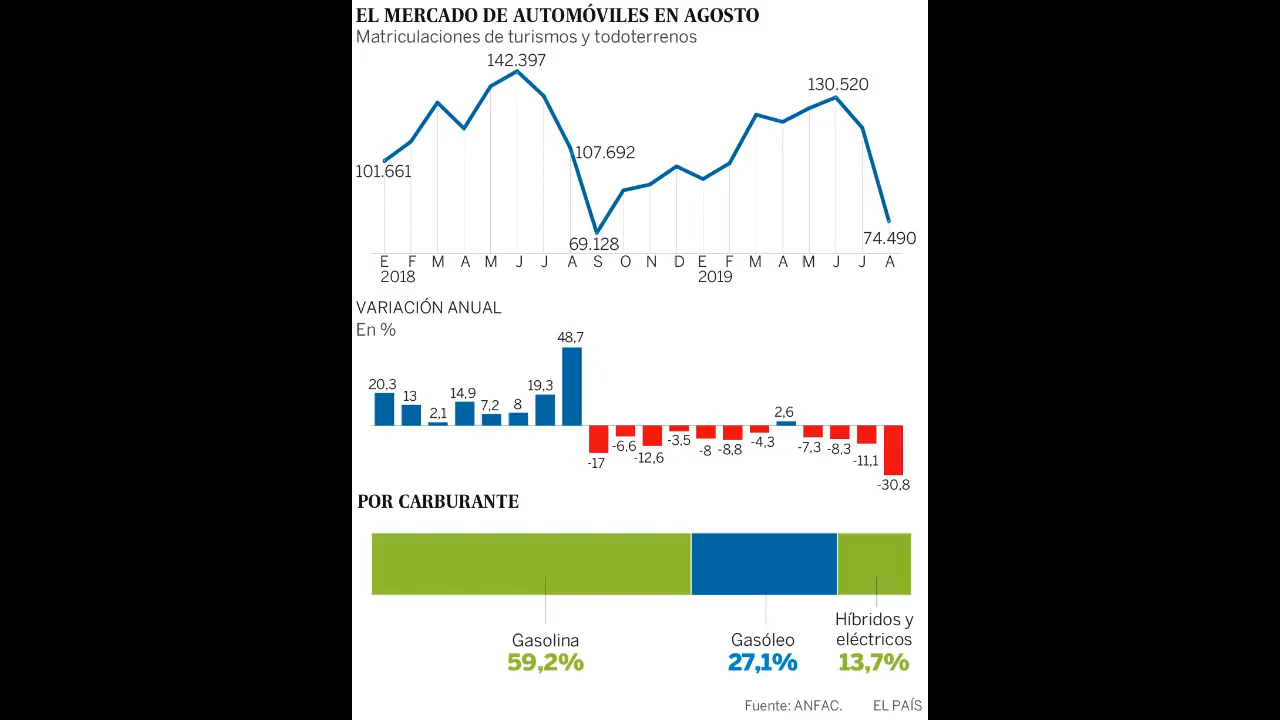 EL MERCADO DE AUTOMÓVILES EN AGOSTO
Matriculaciones de turismos y todoterrenos
142.397
130.520
107.692
101.661
69.128
74.490
E F M A M J J A S O N D E F M A M J J A
2018 2019
VARIACIÓN ANUAL
En %
20,3 13 2,1 14,9 7,2 8 19,3 48,7 -17 -6,6 -12,6 -3,5 -8 -8,8 -4,3 2,6 -7,3 -8,3 -11,1 -30,8
POR CARBURANTE
Gasolina
59,2%
Gasóleo
27,1%
Híbridos y
eléctricos
13,7%
Fuente: ANFAC. EL PAÍS